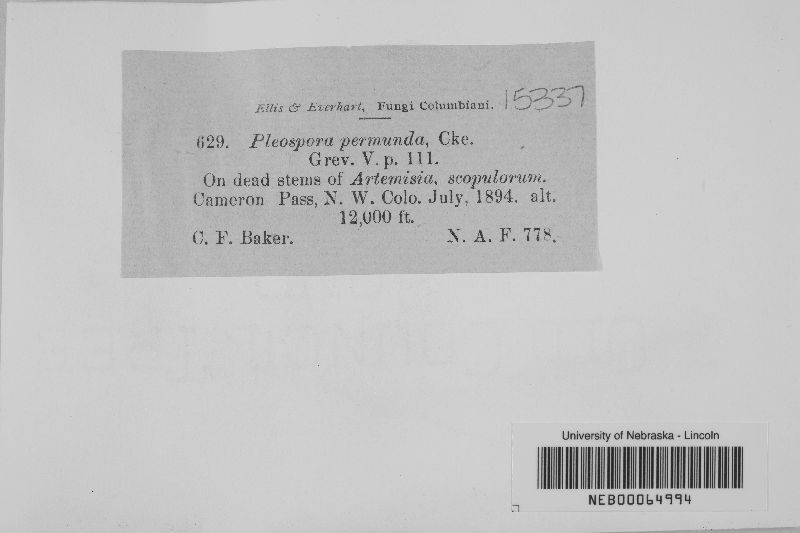 Ellis & Everhart, Fungi Columbiani. 15337
629. Pleospora permunda, Cke.
Grev. V. p. 111.
On dead stems of Artemisia, scopulorum.
Cameron Pass, N. W. Colo. July, 1894. alt.
12,000 ft.
C. F. Baker. N. A. F. 778.
University of Nebraska - Lincoln
NEB00064994